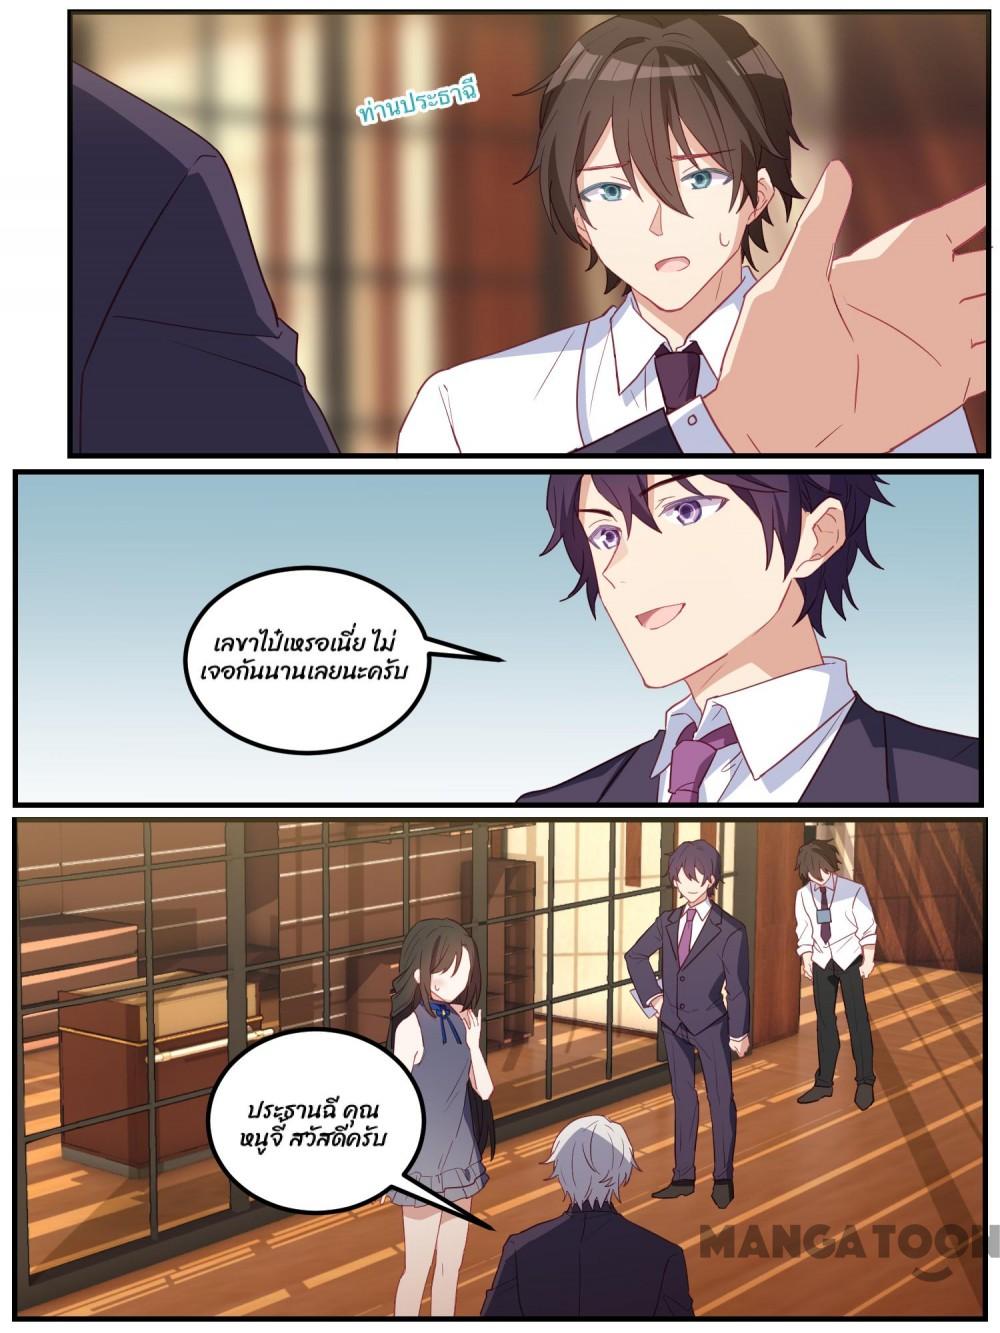 ท่านประธาฉี
เลขาไป๋เหรอเนี่ย ไม่
เจอกันนานเลยนะครับ
ประธานฉี คุณ
หนูจี้ สวัสดีครับ
MANGATOON